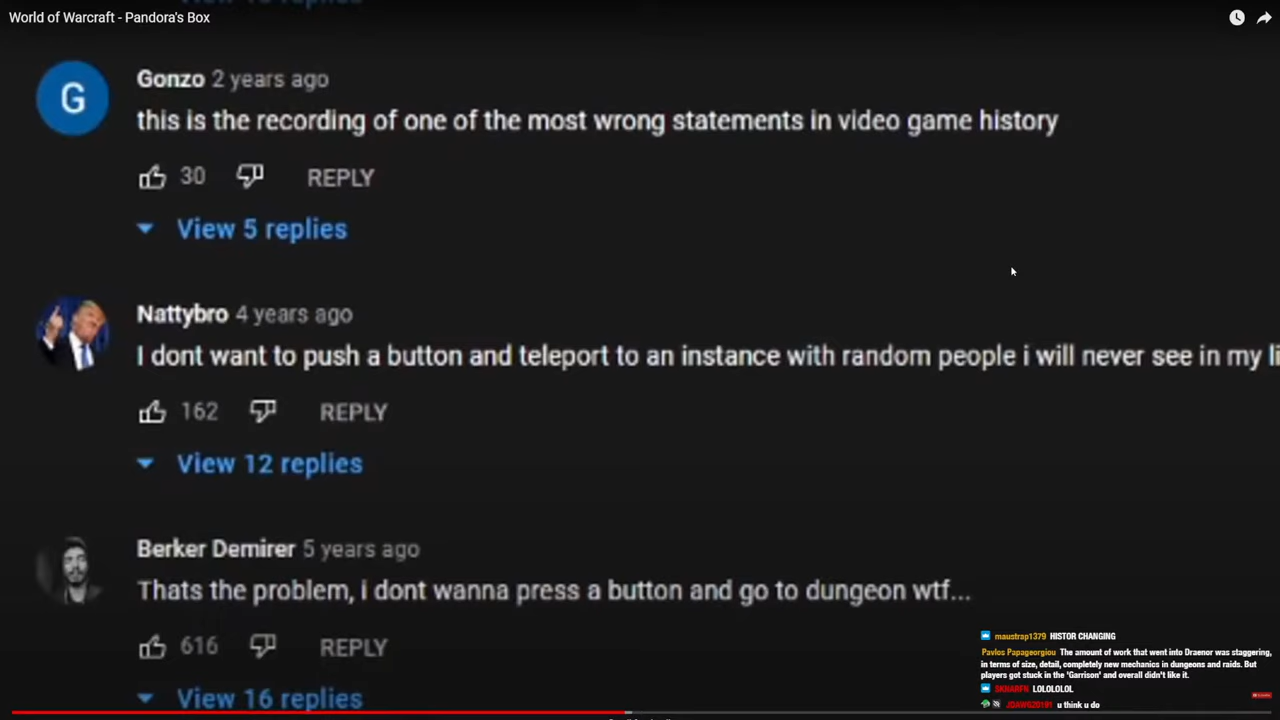 World of Warcraft - Pandora's Box
Gonzo 2 years ago
this is the recording of one of the most wrong statements in video game history
30 REPLY
View 5 replies
Nattybro 4 years ago
I dont want to push a button and teleport to an instance with random people i will never see in my li
162 REPLY
View 12 replies
Berker Demirer 5 years ago
Thats the problem, i dont wanna press a button and go to dungeon wtf...
616 REPLY
View 16 replies
maustrap1379 HISTOR CHANGING
Pavlos Papageorgiou The amount of work that went into Draenor was staggering,
in terms of size, detail, completely new mechanics in dungeons and raids. But
players got stuck in the 'Garrison' and overall didn't like it.
LOLOLOLOL
u think u do